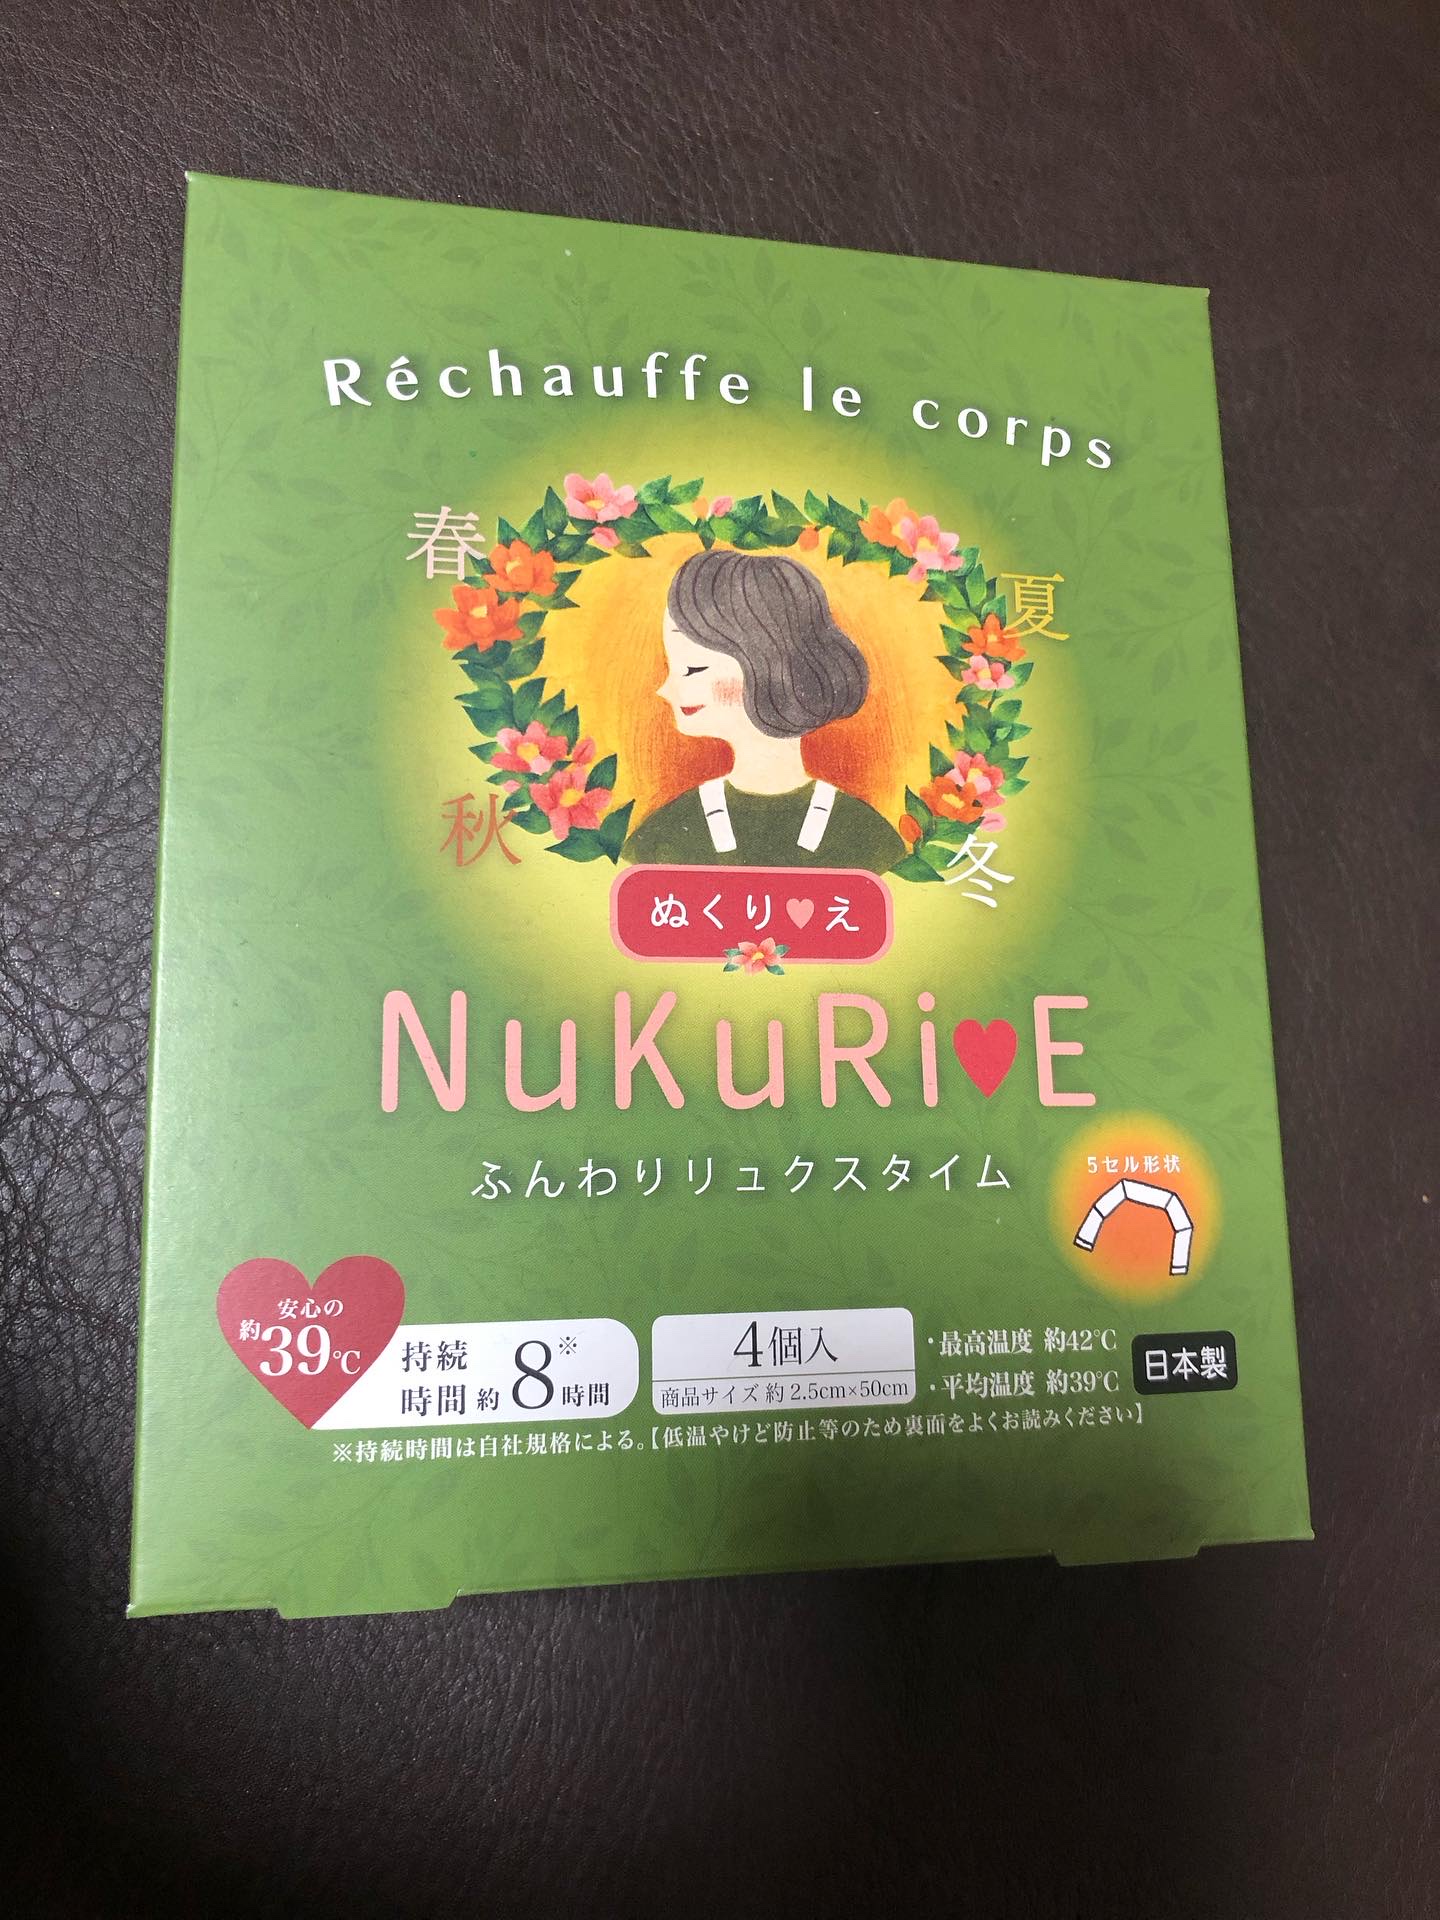 Réchauffe le corps
春
夏
秋
冬
ぬくり♥え
NuKuRi♥E
ふんわりリュクスタイム
5セル形状
安心の
約39℃
持続
時間 約8※時間
4個入
商品サイズ 約 2.5cm×50cm
・最高温度 約42℃
・平均温度 約39℃
日本製
※持続時間は自社規格による。【低温やけど防止等のため裏面をよくお読みください】